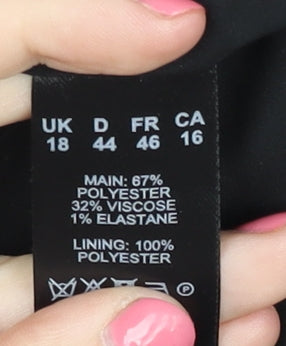 UK D FR CA
18 44 46 16
MAIN: 67%
POLYESTER
32% VISCOSE
1% ELASTANE
LINING: 100%
POLYESTER
P